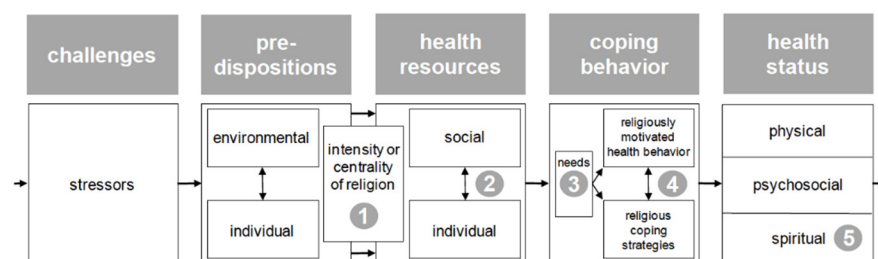 challenges
pre-
dispositions
health
resources
coping
behavior
health
status
stressors
environmental
individual
intensity or
centrality
of religion
1
social
2
individual
needs
3
religiously
motivated
health behavior
4
religious
coping
strategies
physical
psychosocial
spiritual 5